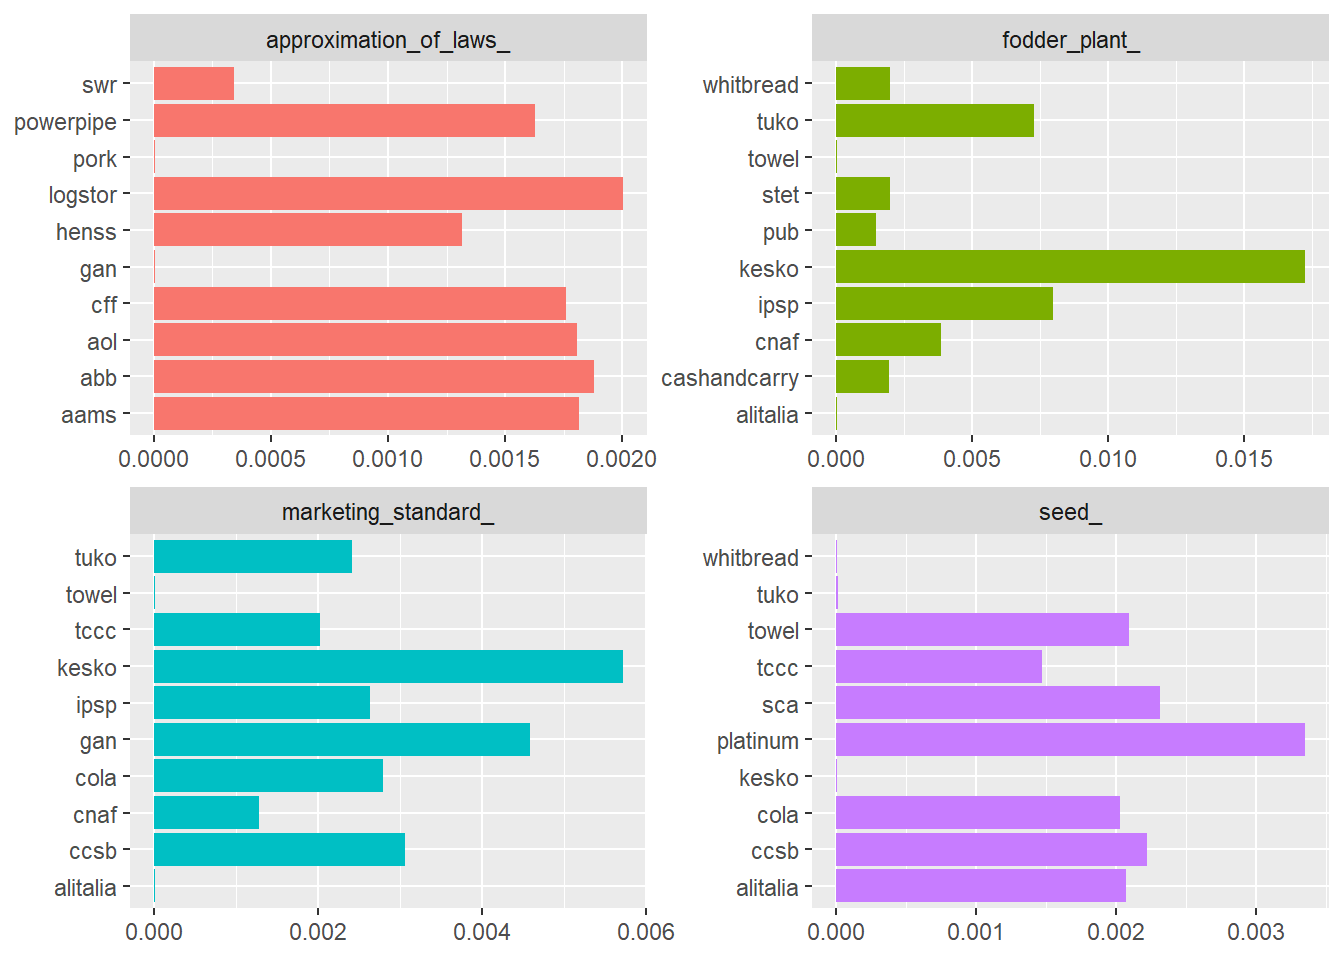 approximation_of_laws_
swr
powerpipe
pork
logstor
henss
gan
cff
aol
abb
aams
0.0000 0.0005 0.0010 0.0015 0.0020
fodder_plant_
whitbread
tuko
towel
stet
pub
kesko
ipsp
cnaf
cashandcarry
alitalia
0.000 0.005 0.010 0.015
marketing_standard_
tuko
towel
tccc
kesko
ipsp
gan
cola
cnaf
ccsb
alitalia
0.000 0.002 0.004 0.006
seed_
whitbread
tuko
towel
tccc
sca
platinum
kesko
cola
ccsb
alitalia
0.000 0.001 0.002 0.003